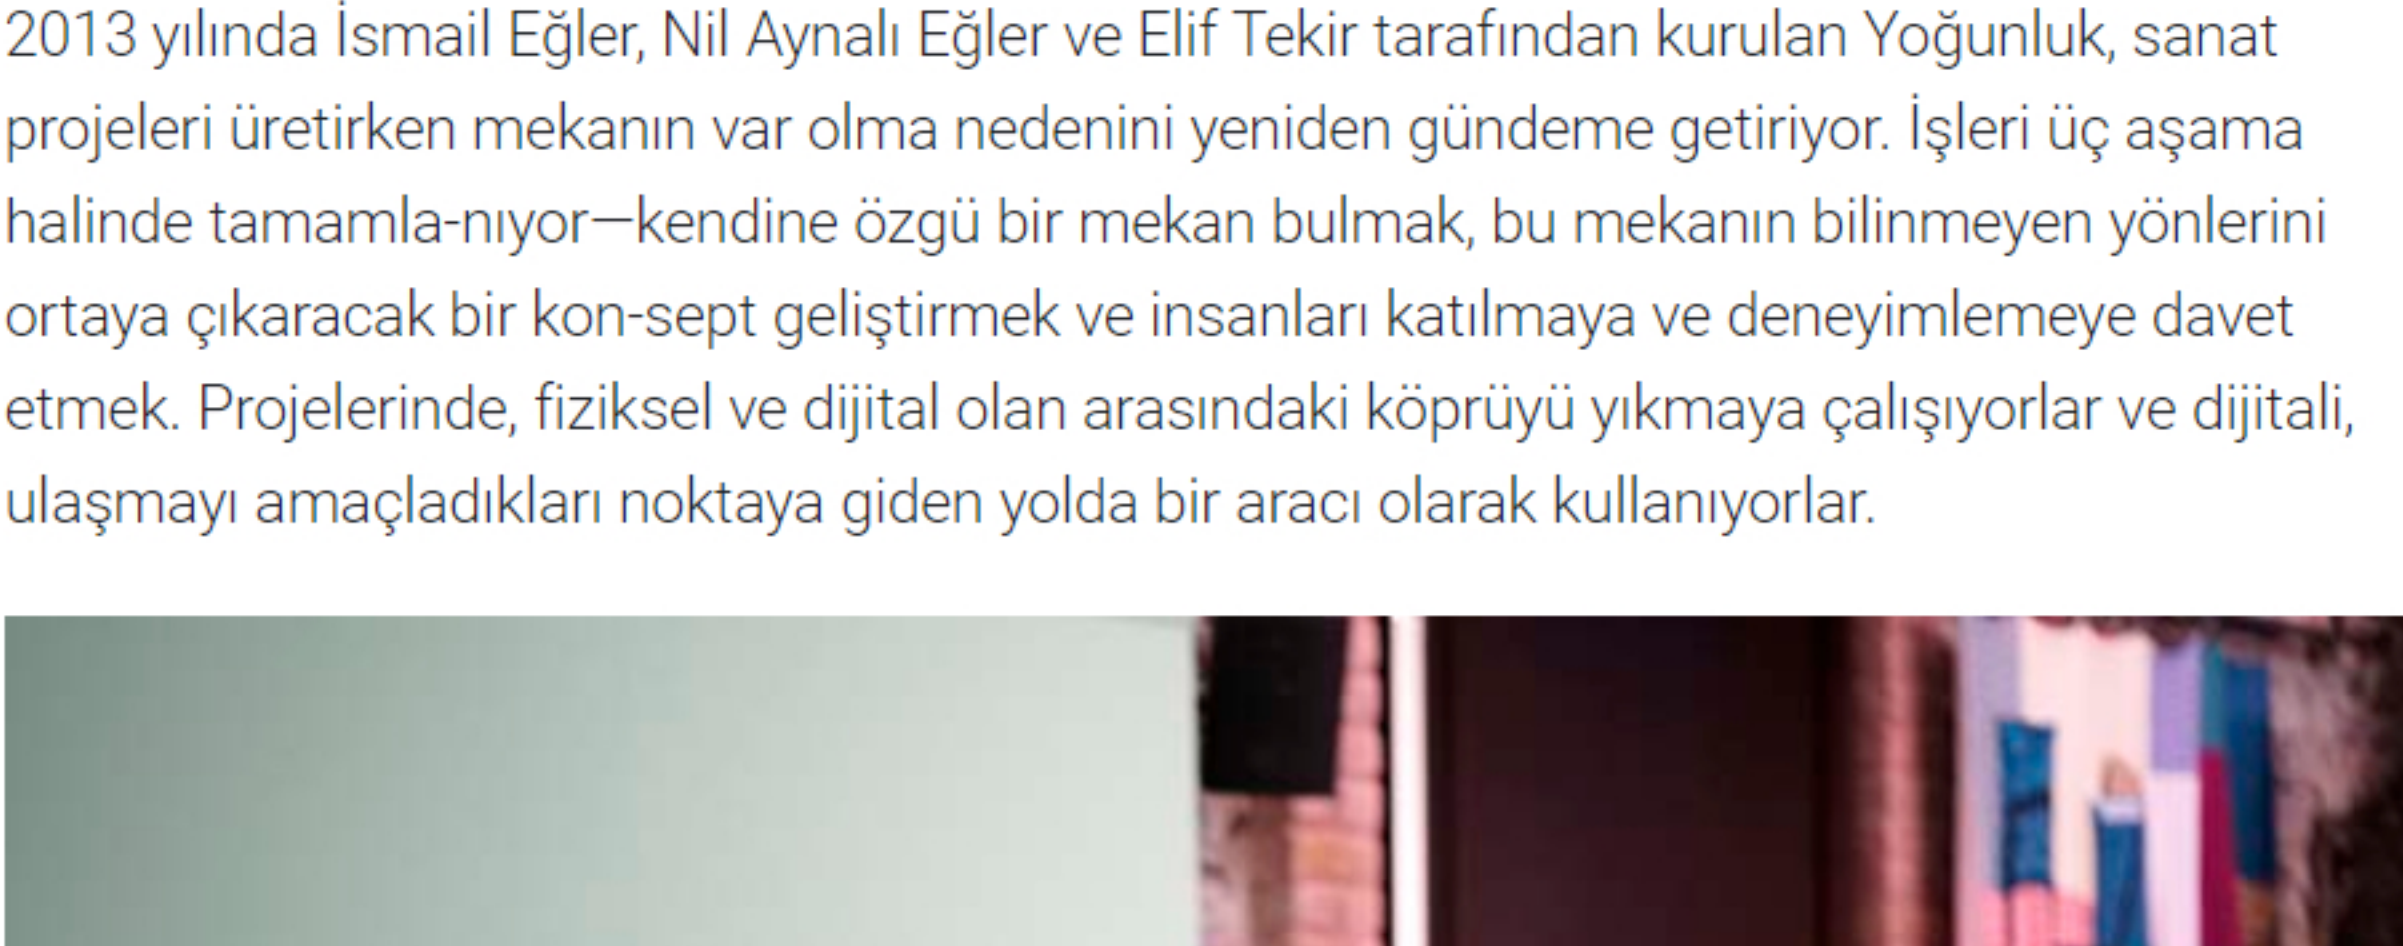 2013 yılında İsmail Eğler, Nil Aynalı Eğler ve Elif Tekir tarafından kurulan Yoğunluk, sanat
projeleri üretirken mekanın var olma nedenini yeniden gündeme getiriyor. İşleri üç aşama
halinde tamamla-nıyor—kendine özgü bir mekan bulmak, bu mekanın bilinmeyen yönlerini
ortaya çıkaracak bir kon-sept geliştirmek ve insanları katılmaya ve deneyimlemeye davet
etmek. Projelerinde, fiziksel ve dijital olan arasındaki köprüyü yıkmaya çalışıyorlar ve dijitali,
ulaşmayı amaçladıkları noktaya giden yolda bir aracı olarak kullanıyorlar.